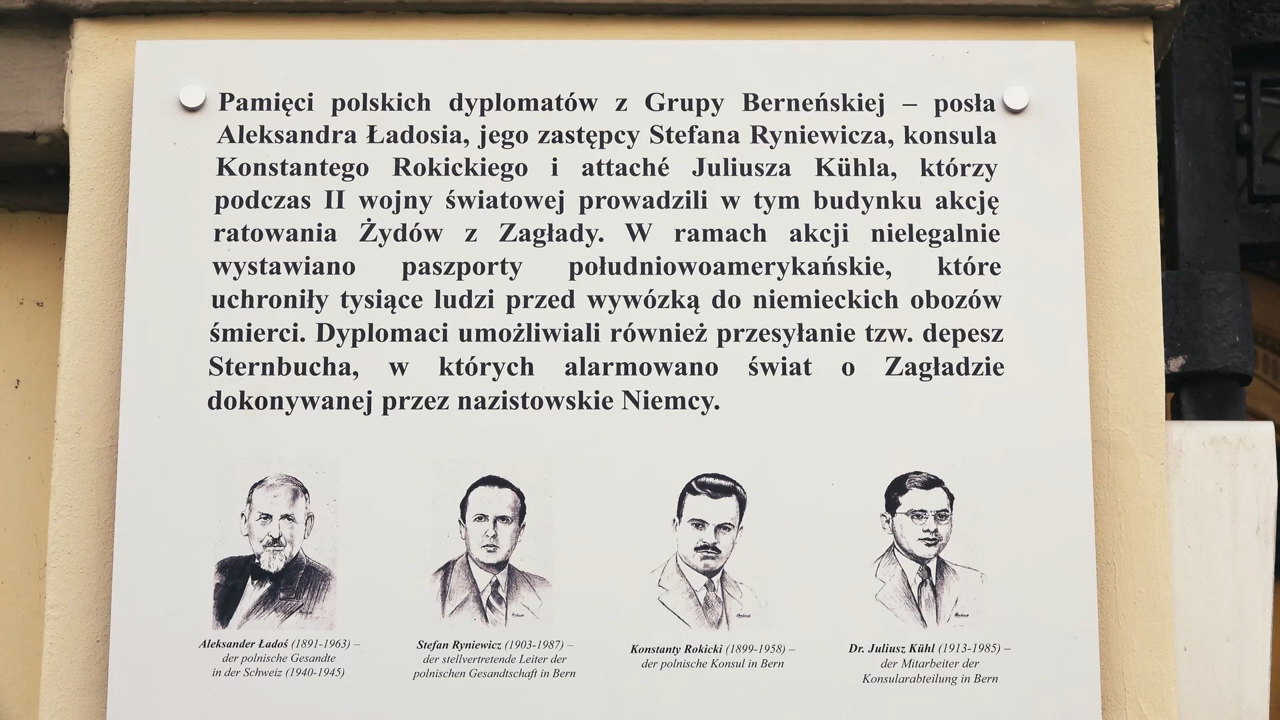 Pamięci polskich dyplomatów z Grupy Berneńskiej – posła
Aleksandra Ładosia, jego zastępcy Stefana Ryniewicza, konsula
Konstantego Rokickiego i attaché Juliusza Kühla, którzy
podczas II wojny światowej prowadzili w tym budynku akcję
ratowania Żydów z Zagłady. W ramach akcji nielegalnie
wystawiano paszporty południowoamerykańskie, które
uchroniły tysiące ludzi przed wywózką do niemieckich obozów
śmierci. Dyplomaci umożliwiali również przesyłanie tzw. depesz
Sternbucha, w których alarmowano świat o Zagładzie
dokonywanej przez nazistowskie Niemcy.
Aleksander Ładoś (1891-1963) –
der polnische Gesandte
in der Schweiz (1940-1945)
Stefan Ryniewicz (1903-1987) –
der stellvertretende Leiter der
polnischen Gesandtschaft in Bern
Konstanty Rokicki (1899-1958) –
der polnische Konsul in Bern
Dr. Juliusz Kühl (1913-1985) –
der Mitarbeiter der
Konsularabteilung in Bern